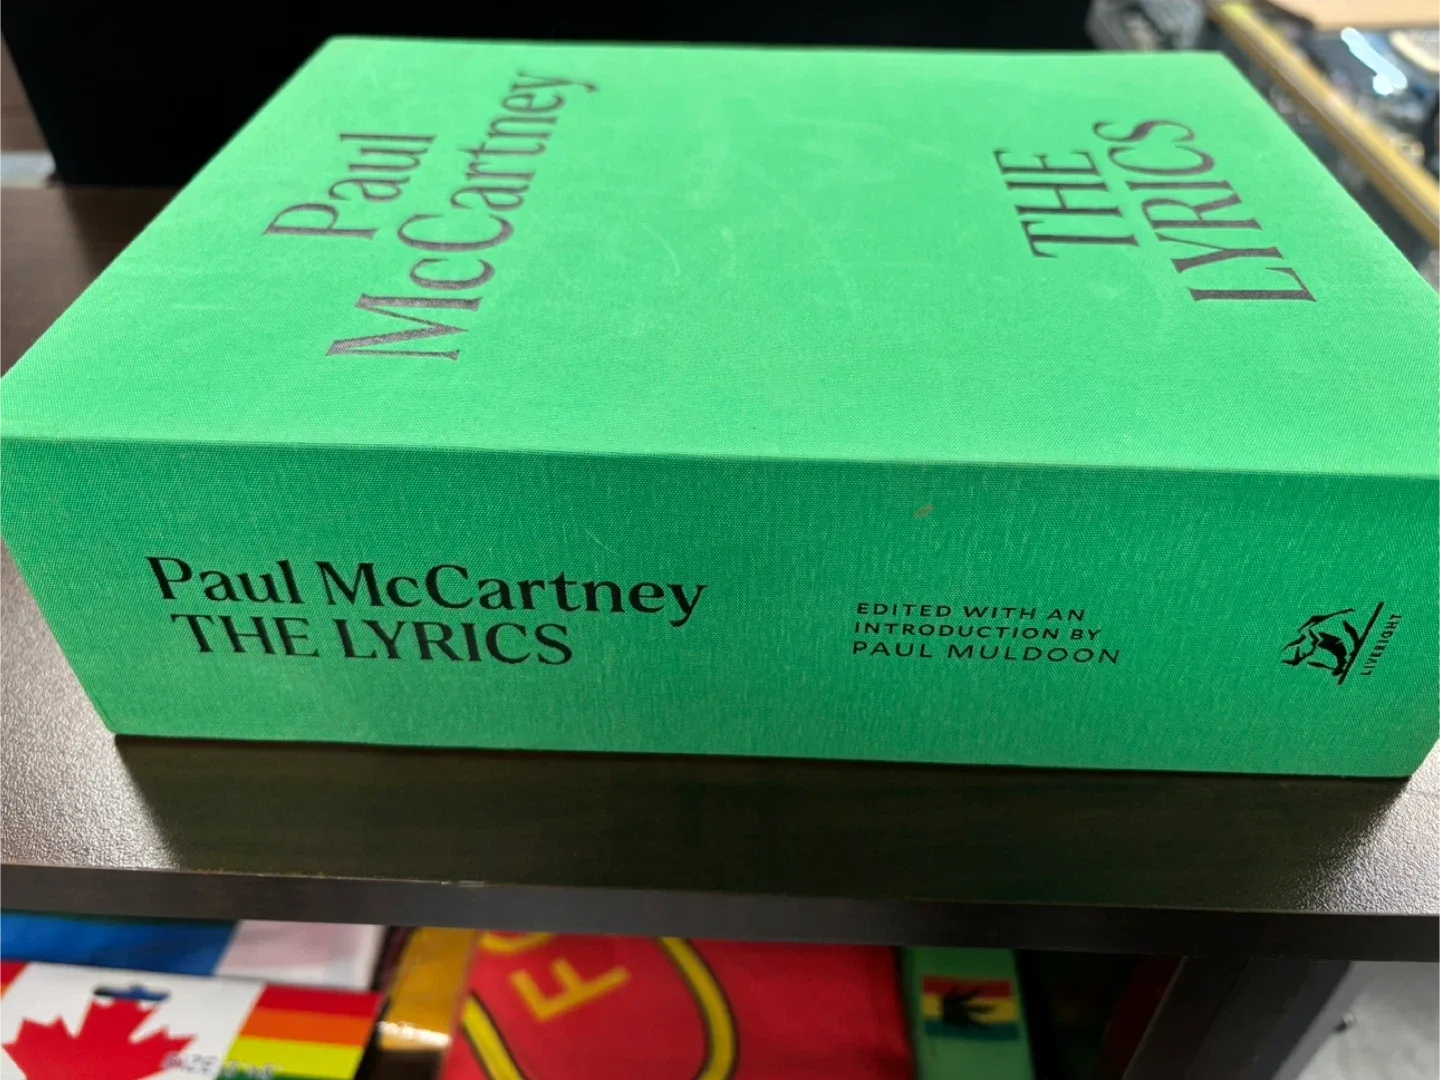 Paul
McCartney
THE
LYRICS
Paul McCartney
THE LYRICS
EDITED WITH AN
INTRODUCTION BY
PAUL MULDOON
LIVERIGHT